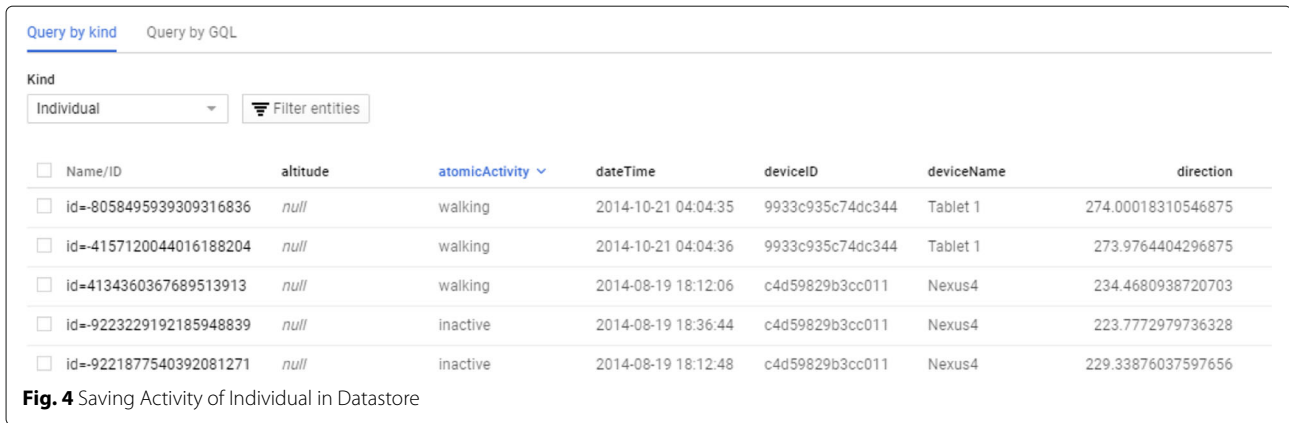 Query by kind Query by GQL
Kind
Individual Filter entities
Name/ID altitude atomicActivity dateTime deviceID deviceName direction
id=-8058495939309316836 null walking 2014-10-21 04:04:35 9933c935c74dc344 Tablet 1 274.00018310546875
id=-4157120044016188204 null walking 2014-10-21 04:04:36 9933c935c74dc344 Tablet 1 273.9764404296875
id=4134360367689513913 null walking 2014-08-19 18:12:06 c4d59829b3cc011 Nexus4 234.4680938720703
id=-9223229192185948839 null inactive 2014-08-19 18:36:44 c4d59829b3cc011 Nexus4 223.7772979736328
id=-9221877540392081271 null inactive 2014-08-19 18:12:48 c4d59829b3cc011 Nexus4 229.33876037597656
Fig. 4 Saving Activity of Individual in Datastore